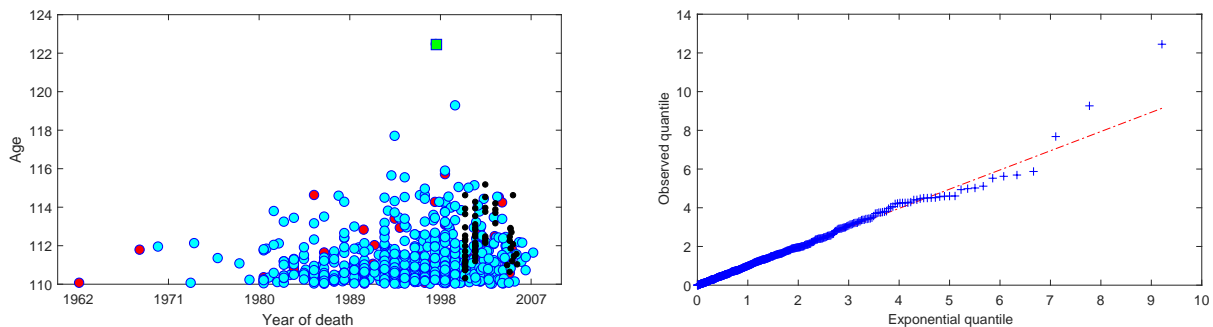 124
122
120
118
116
114
112
110
Age
1962 1971 1980 1989 1998 2007
Year of death
14
12
10
8
6
4
2
0
Observed quantile
0 1 2 3 4 5 6 7 8 9 10
Exponential quantile